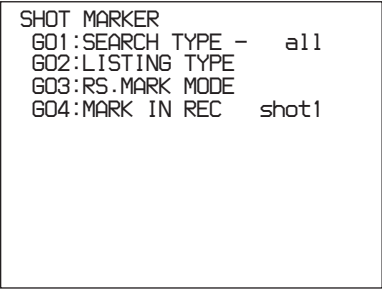 SHOT MARKER
G01:SEARCH TYPE - all
G02:LISTING TYPE
G03:RS.MARK MODE
G04:MARK IN REC shot1